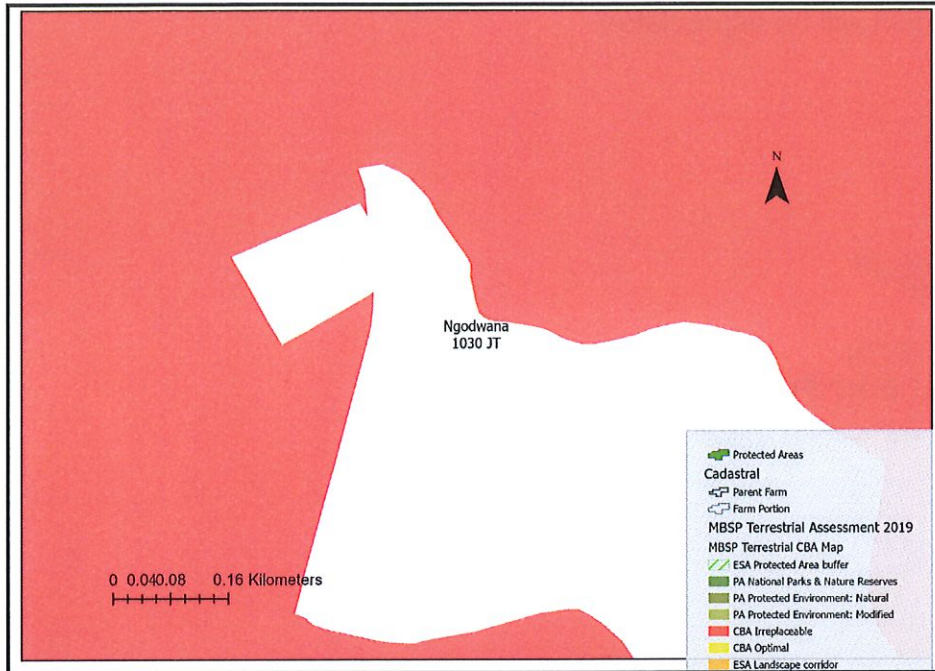 N
Ngodwana
1030 JT
0 0.040.08 0.16 Kilometers
Protected Areas
Cadastral
Parent Farm
Farm Portion
MBSP Terrestrial Assessment 2019
MBSP Terrestrial CBA Map
ESA Protected Area buffer
PA National Parks & Nature Reserves
PA Protected Environment: Natural
PA Protected Environment: Modified
CBA Irreplaceable
CBA Optimal
ESA Landscape corridor